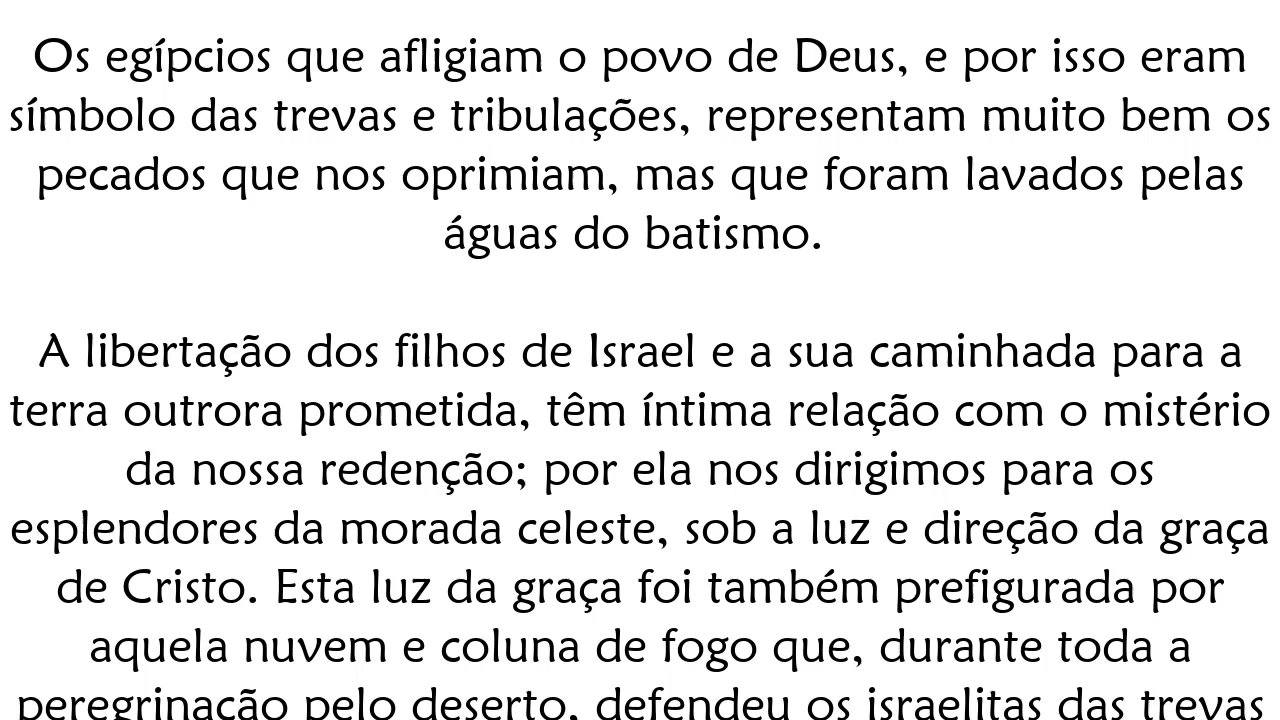 Os egípcios que afligiam o povo de Deus, e por isso eram
símbolo das trevas e tribulações, representam muito bem os
pecados que nos oprimiam, mas que foram lavados pelas
águas do batismo.
A libertação dos filhos de Israel e a sua caminhada para a
terra outrora prometida, têm íntima relação com o mistério
da nossa redenção; por ela nos dirigimos para os
esplendores da morada celeste, sob a luz e direção da graça
de Cristo. Esta luz da graça foi também prefigurada por
aquela nuvem e coluna de fogo que, durante toda a
peregrinação pelo deserto, defendeu os israelitas das trevas